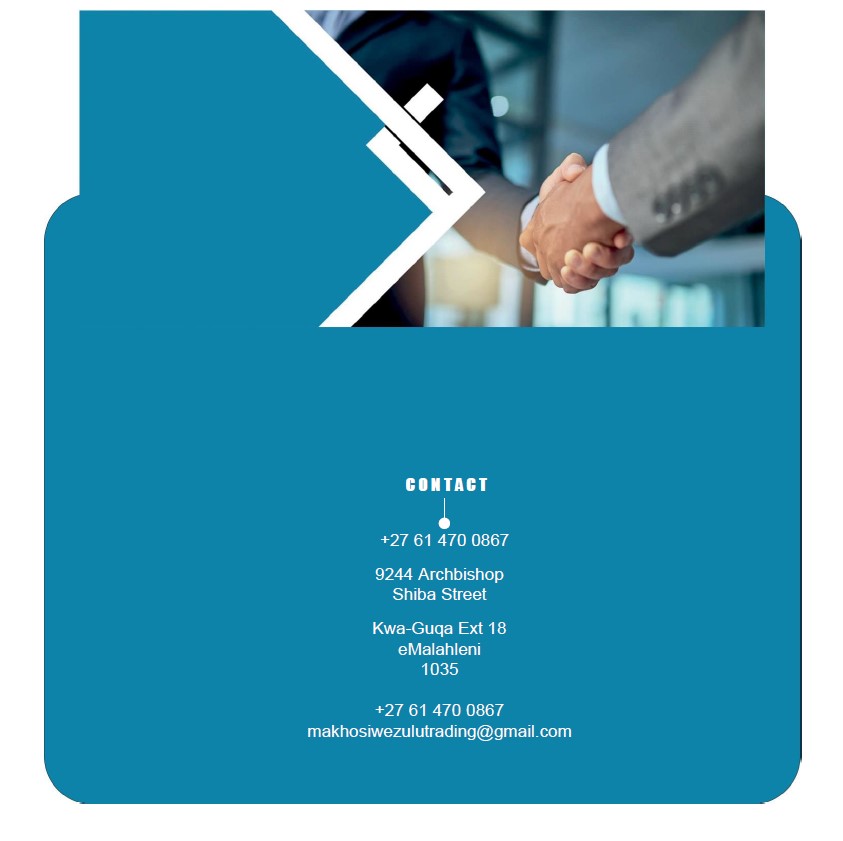 CONTACT
+27 61 470 0867
9244 Archbishop
Shiba Street
Kwa-Guqa Ext 18
eMalahleni
1035
+27 61 470 0867
makhosiwezulutrading@gmail.com